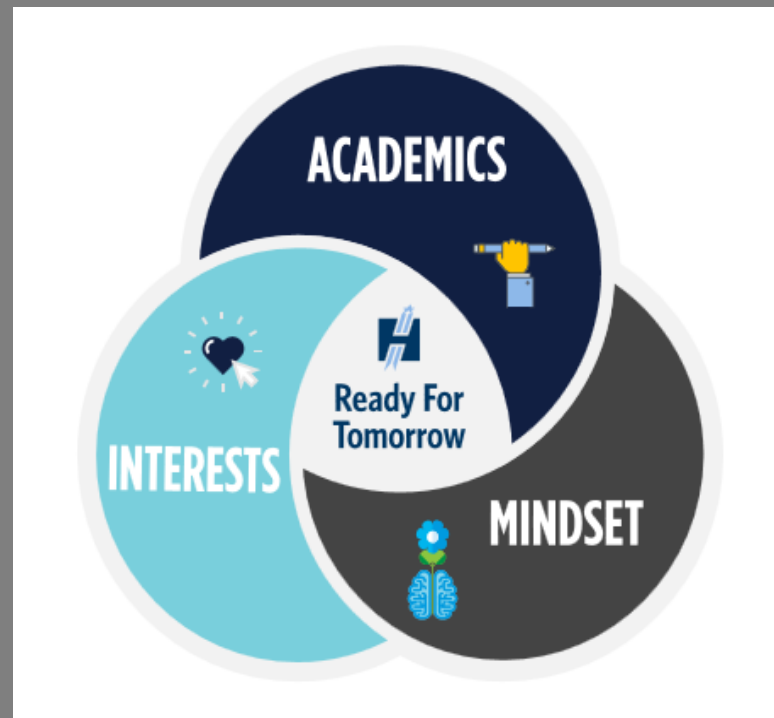 ACADEMICS
Ready For
Tomorrow
INTERESTS
MINDSET